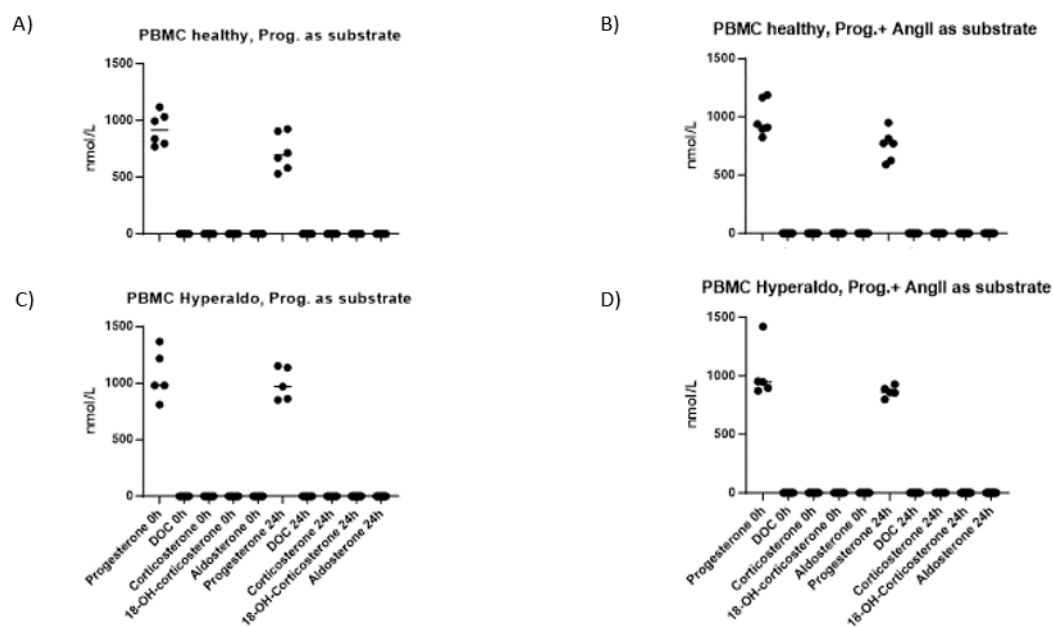 A)
PBMC healthy, Prog. as substrate
1500
1000
500
0
nmol/L
B)
PBMC healthy, Prog.+ AngII as substrate
1500
1000
500
0
nmol/L
C)
PBMC Hyperaldo, Prog. as substrate
1500
1000
500
0
nmol/L
Progesterone 0h
DOC 0h
Corticosterone 0h
18-OH-corticosterone 0h
Aldosterone 0h
Progesterone 24h
DOC 24h
Corticosterone 24h
18-OH-Corticosterone 24h
Aldosterone 24h
D)
PBMC Hyperaldo, Prog.+ AngII as substrate
1500
1000
500
0
nmol/L
Progesterone 0h
DOC 0h
Corticosterone 0h
18-OH-corticosterone 0h
Aldosterone 0h
Progesterone 24h
DOC 24h
Corticosterone 24h
18-OH-Corticosterone 24h
Aldosterone 24h